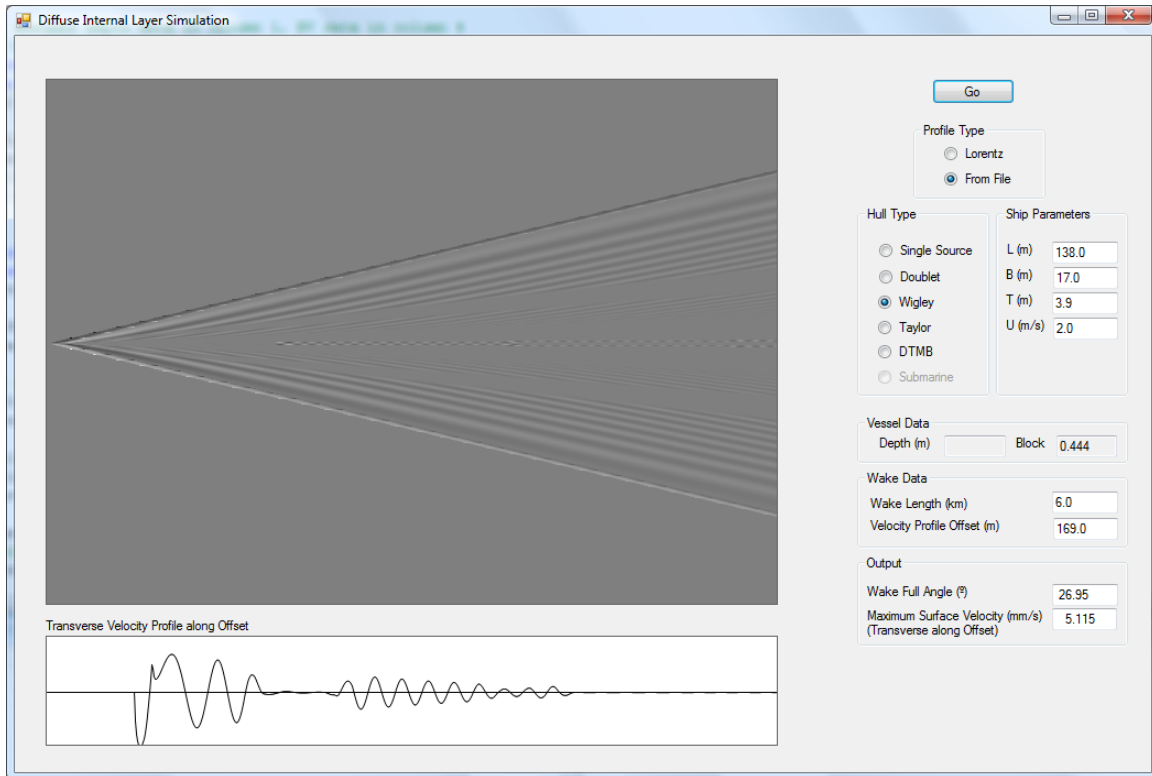 Diffuse Internal Layer Simulation
Go
Profile Type
Lorentz
From File
Hull Type
Single Source
Doublet
Wigley
Taylor
DTMB
Submarine
Ship Parameters
L (m) 138.0
B (m) 17.0
T (m) 3.9
U (m/s) 2.0
Vessel Data
Depth (m) Block 0.444
Wake Data
Wake Length (km) 6.0
Velocity Profile Offset (m) 169.0
Output
Wake Full Angle (º) 26.95
Maximum Surface Velocity (mm/s) 5.115
(Transverse along Offset)
Transverse Velocity Profile along Offset